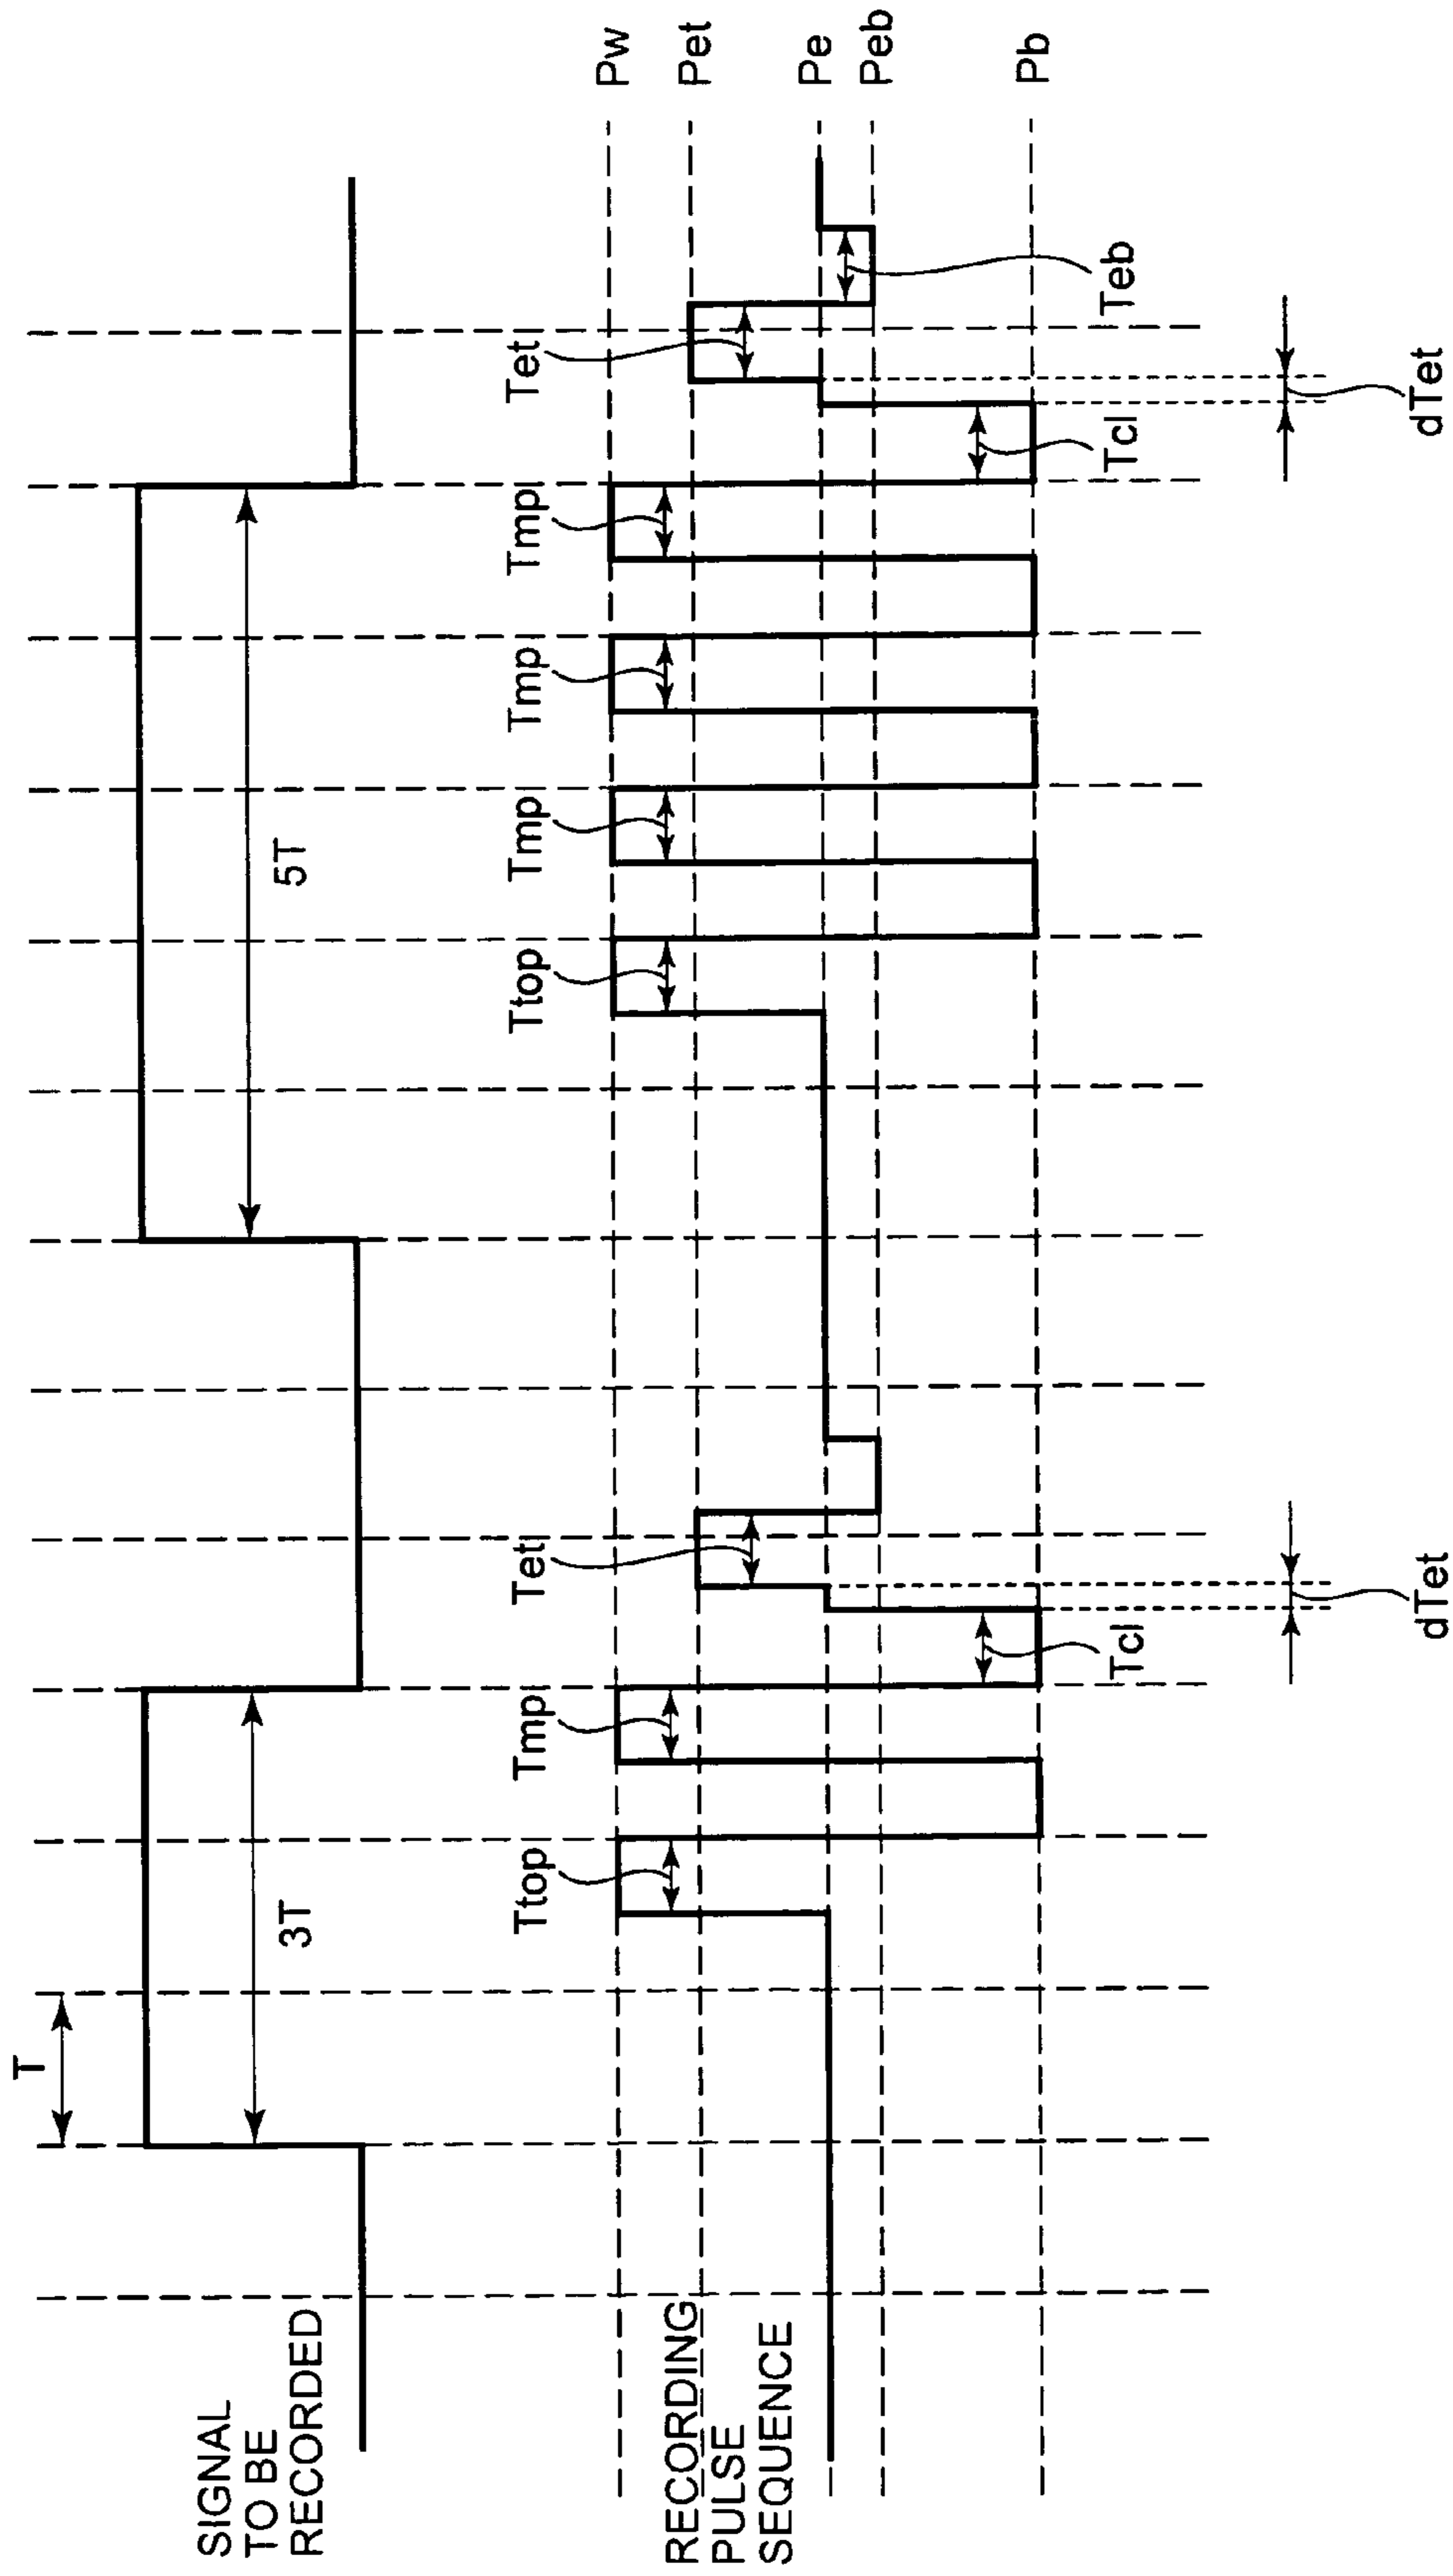 T
SIGNAL
TO BE
RECORDED
3T
5T
RECORDING
PULSE
SEQUENCE
Ttop
Tmp
Tet
Ttop
Tmp
Tmp
Tmp
Tet
Pw
Pet
Pe
Peb
Pb
Tcl
Tcl
Teb
dTet
dTet